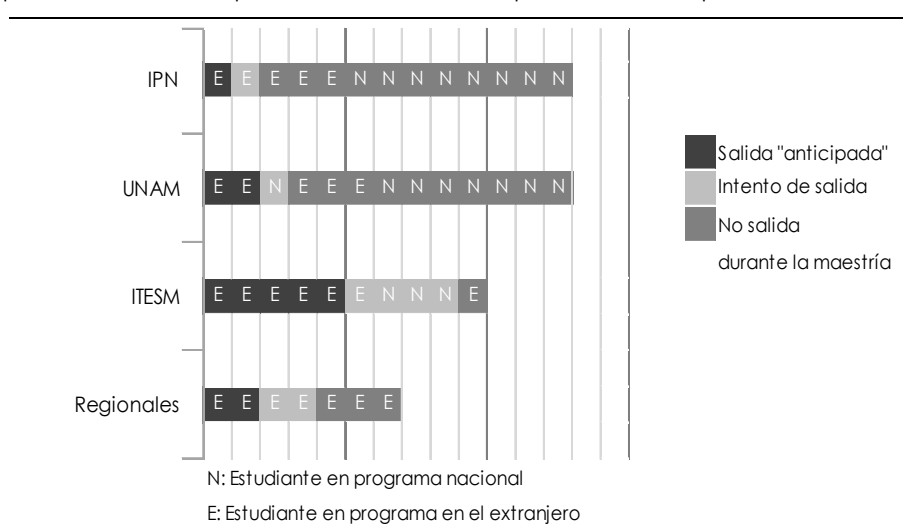 IPN E E E E E N N N N N N N N
UNAM E E N E E E N N N N N N N
ITESM E E E E E E N N N E
Regionales E E E E E E E
Salida "anticipada"
Intento de salida
No salida
durante la maestría
N: Estudiante en programa nacional
E: Estudiante en programa en el extranjero